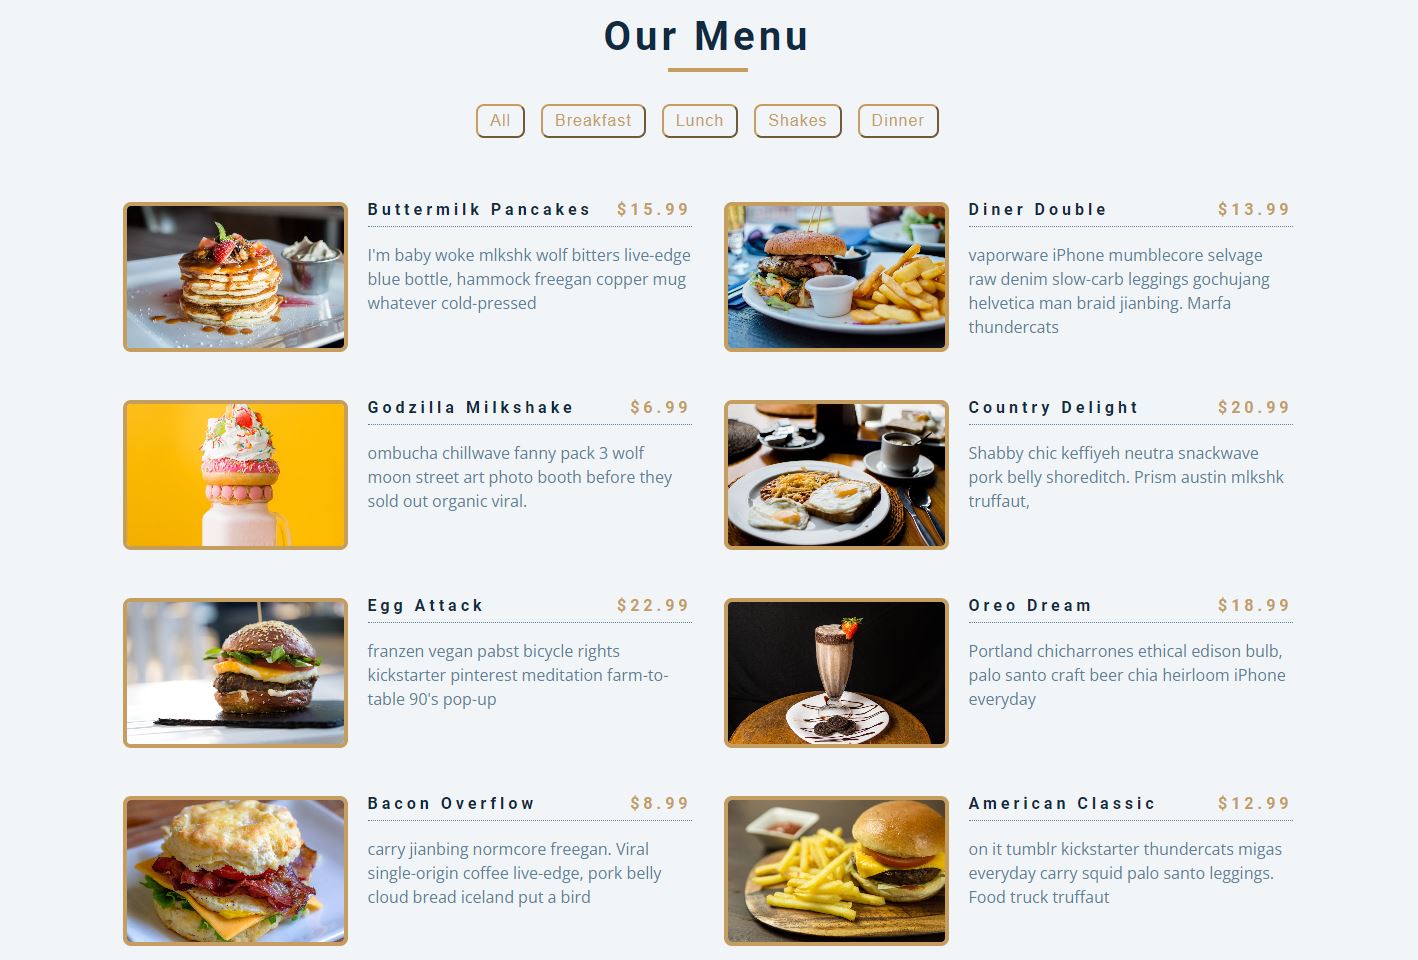 Our Menu
All Breakfast Lunch Shakes Dinner
Buttermilk Pancakes $15.99
I'm baby woke mlkshk wolf bitters live-edge
blue bottle, hammock freegan copper mug
whatever cold-pressed
Diner Double $13.99
vaporware iPhone mumblecore selvage
raw denim slow-carb leggings gochujang
helvetica man braid jianbing. Marfa
thundercats
Godzilla Milkshake $6.99
ombucha chillwave fanny pack 3 wolf
moon street art photo booth before they
sold out organic viral.
Country Delight $20.99
Shabby chic keffiyeh neutra snackwave
pork belly shoreditch. Prism austin mlkshk
truffaut,
Egg Attack $22.99
franzen vegan pabst bicycle rights
kickstarter pinterest meditation farm-to-
table 90's pop-up
Oreo Dream $18.99
Portland chicharrones ethical edison bulb,
palo santo craft beer chia heirloom iPhone
everyday
Bacon Overflow $8.99
carry jianbing normcore freegan. Viral
single-origin coffee live-edge, pork belly
cloud bread iceland put a bird
American Classic $12.99
on it tumblr kickstarter thundercats migas
everyday carry squid palo santo leggings.
Food truck truffaut